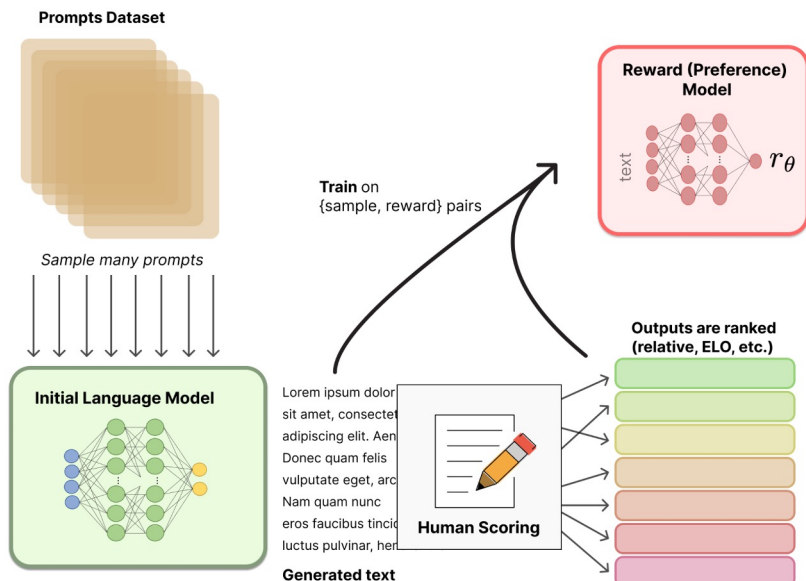 Prompts Dataset
Sample many prompts
Initial Language Model
Train on
{sample, reward} pairs
Reward (Preference)
Model
text
rθ
Outputs are ranked
(relative, ELO, etc.)
Lorem ipsum dolor
sit amet, consectet
adipiscing elit. Aen
Donec quam felis
vulputate eget, arc
Nam quam nunc
eros faucibus tincid
luctus pulvinar, her
Human Scoring
Generated text